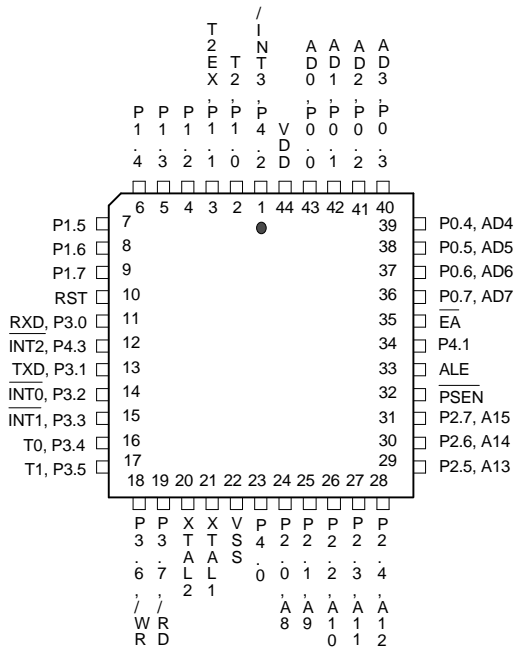 P1.4
P1.3
P1.2
T2EX,P1.1
T2,P1.0
/INT3,P4.2
VDD
AD0,P0.0
AD1,P0.1
AD2,P0.2
AD3,P0.3
6 5 4 3 2 1 44 43 42 41 40
P1.5 7
P1.6 8
P1.7 9
RST 10
RXD, P3.0 11
INT2, P4.3 12
TXD, P3.1 13
INT0, P3.2 14
INT1, P3.3 15
T0, P3.4 16
T1, P3.5 17
39 P0.4, AD4
38 P0.5, AD5
37 P0.6, AD6
36 P0.7, AD7
35 EA
34 P4.1
33 ALE
32 PSEN
31 P2.7, A15
30 P2.6, A14
29 P2.5, A13
18 19 20 21 22 23 24 25 26 27 28
P3.6,/WR
P3.7,/RD
XTAL2
XTAL1
VSS
P4.0
P2.0,A8
P2.1,A9
P2.2,A10
P2.3,A11
P2.4,A12